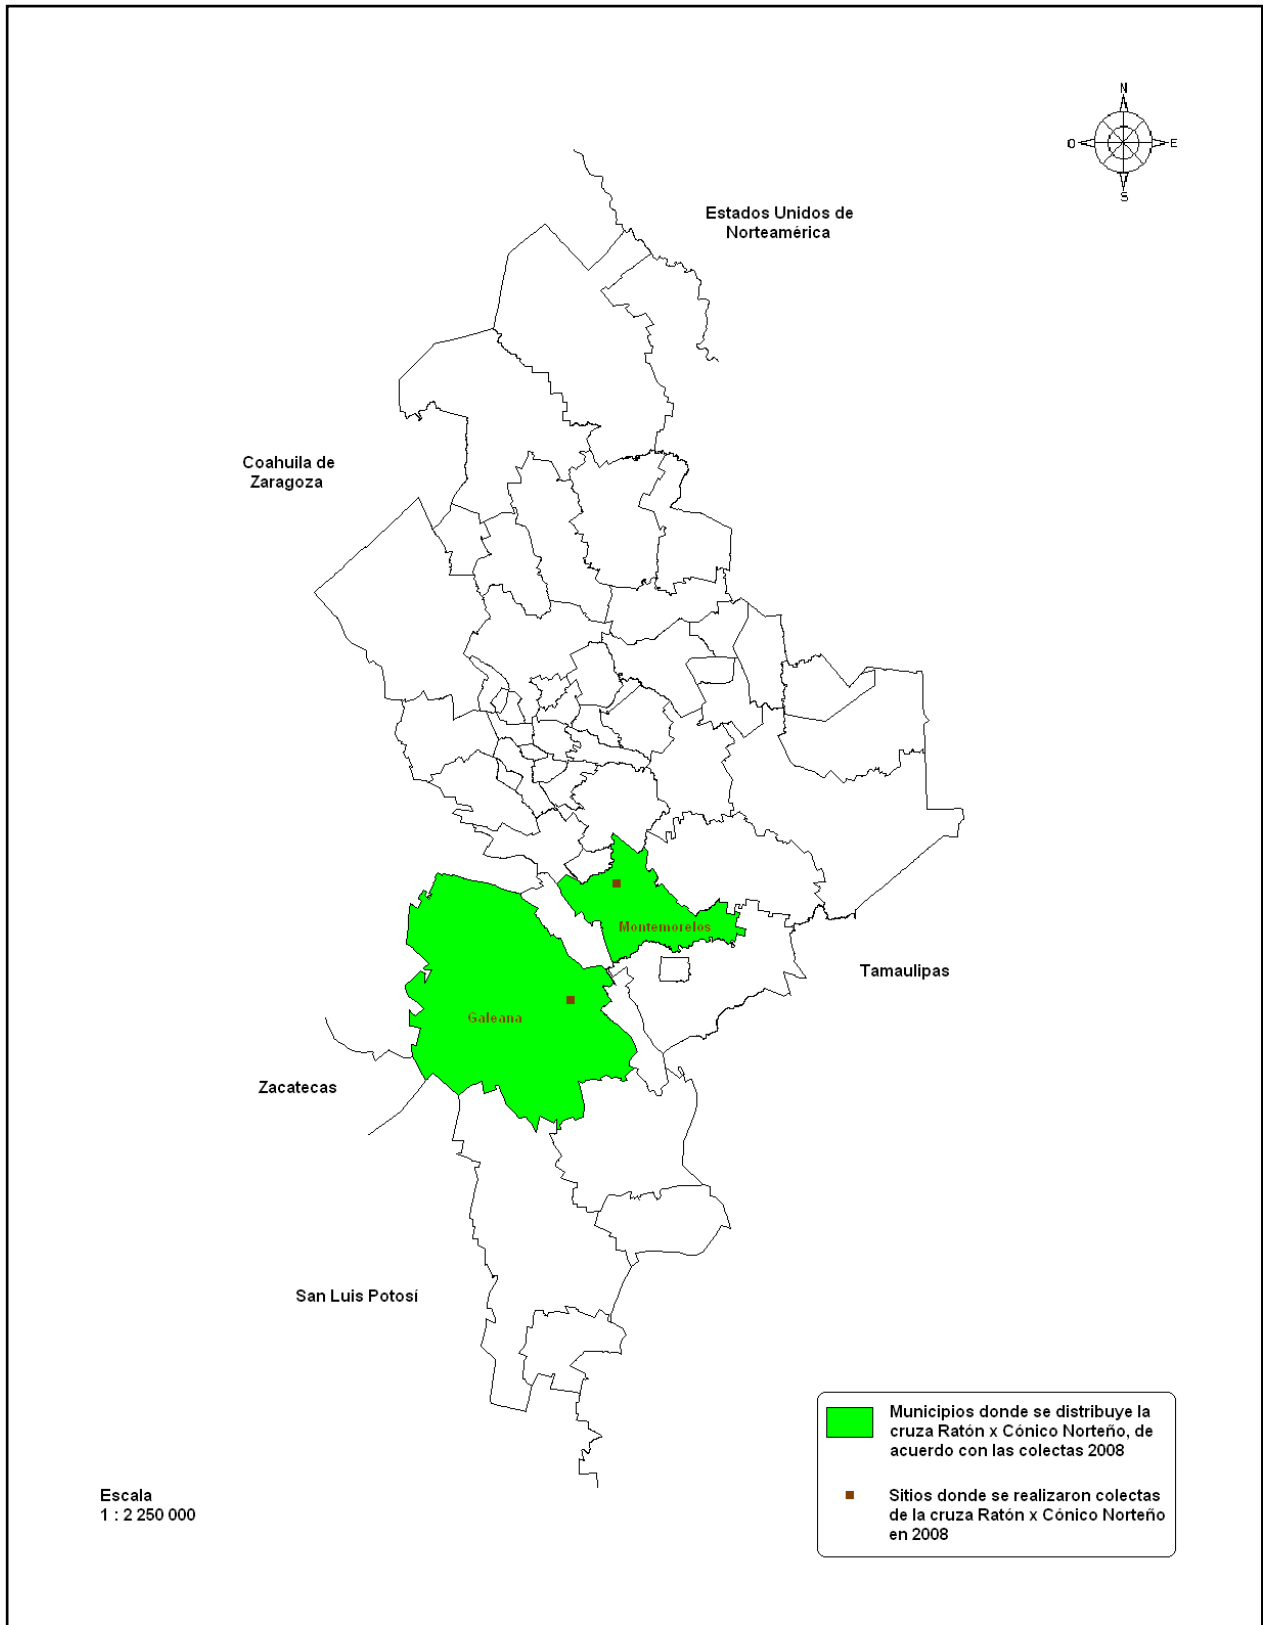 N
O
E
S
Estados Unidos de
Norteamérica
Coahuila de
Zaragoza
Montemorelos
Tamaulipas
Galeana
Zacatecas
San Luis Potosí
Municipios donde se distribuye la
cruza Ratón x Cónico Norteño, de
acuerdo con las colectas 2008
Sitios donde se realizaron colectas
de la cruza Ratón x Cónico Norteño
en 2008
Escala
1 : 2 250 000